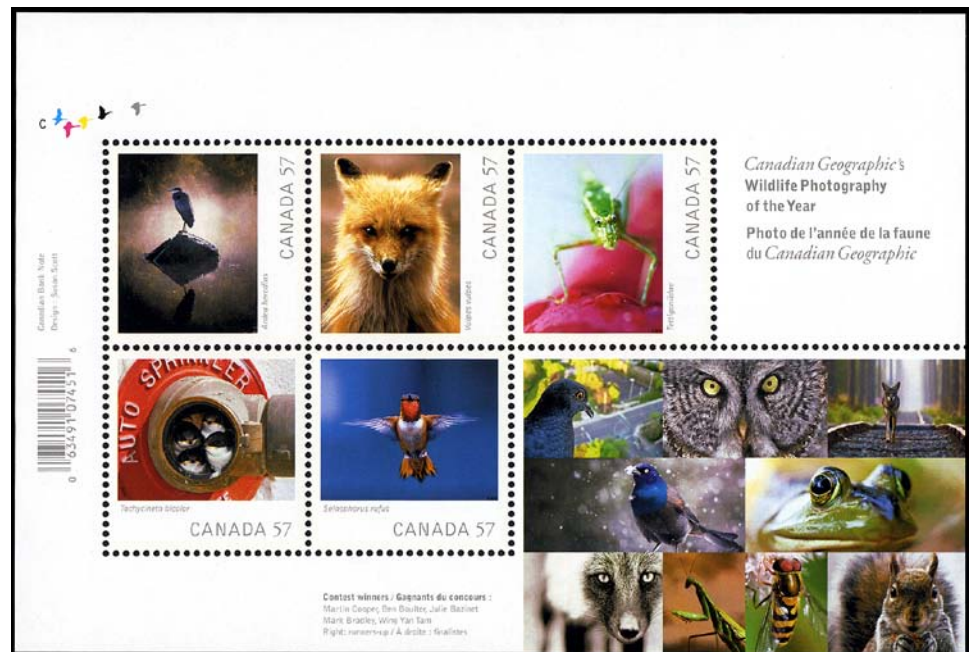 C
CANADA 57
Ardea herodias
CANADA 57
Vulpes vulpes
CANADA 57
Tettigoniidae
Canadian Geographic's
Wildlife Photography
of the Year
Photo de l'année de la faune
du Canadian Geographic
Canadian Bank Note
Design : Susan Scott
0 63491 07451 6
AUTO SPRINKLER
Tachycineta bicolor
CANADA 57
Selasphorus rufus
CANADA 57
Contest winners / Gagnants du concours :
Martin Cooper, Ben Boulter, Julie Bazinet
Mark Bradley, Wing Yan Tam
Right: runners-up / À droite : finalistes